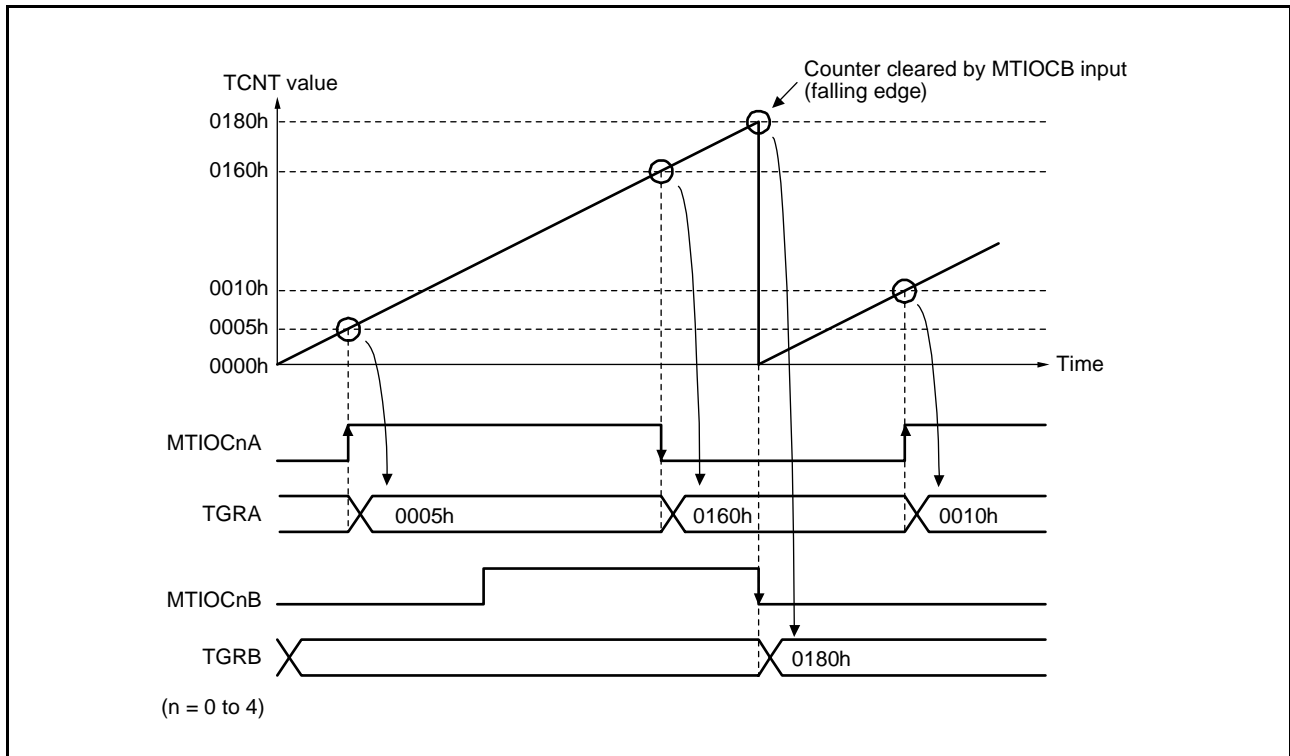 Counter cleared by MTIOCB input
(falling edge)
TCNT value
0180h
0160h
0010h
0005h
0000h
Time
MTIOCnA
TGRA
0005h
0160h
0010h
MTIOCnB
TGRB
0180h
(n = 0 to 4)